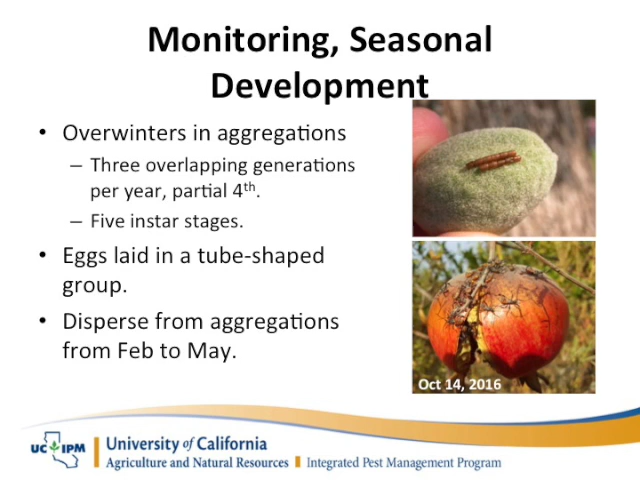 Monitoring, Seasonal
Development
• Overwinters in aggregations
– Three overlapping generations
per year, partial 4th.
– Five instar stages.
• Eggs laid in a tube-shaped
group.
• Disperse from aggregations
from Feb to May.
Oct 14, 2016
UC IPM
University of California
Agriculture and Natural Resources | Integrated Pest Management Program